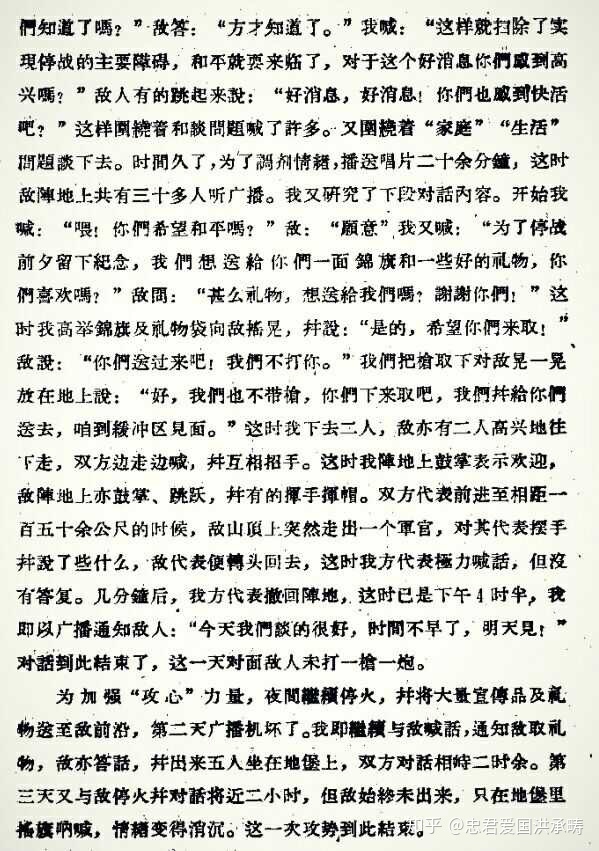 們知道了嗎？”敌答：“方才知道了。”我喊：“这样就扫除了实
現停战的主要障碍，和平就要来临了，对于这个好消息你們感到高
兴嗎？”敌人有的跳起来說：“好消息，好消息！你們也感到快活
吧？”这样圍繞着和談問題喊了許多。又圍繞着“家庭”“生活”
問題談下去。时間久了，为了調剂情緒，播送唱片二十余分鐘，这时
敌陣地上共有三十多人听广播。我又研究了下段对話內容。开始我
喊：“喂！你們希望和平嗎？”敌：“願意”我又喊：“为了停战
前夕留下紀念，我們想送給你們一面錦旗和一些好的礼物，你
們喜欢嗎？”敌問：“甚么礼物，想送給我們嗎？謝謝你們！”这
时我高举錦旗及礼物袋向敌搖晃，幷說：“是的，希望你們来取！”
敌說：“你們送过来吧！我們不打你。”我們把槍取下对敌晃一晃
放在地上說：“好，我們也不带槍，你們下来取吧，我們幷給你們
送去，咱到緩冲区見面。”这时我下去二人，敌亦有二人高兴地往
下走，双方边走边喊，幷互相招手。这时我陣地上鼓掌表示欢迎，
敌陣地上亦鼓掌、跳跃，幷有的揮手揮帽。双方代表前进至相距一
百五十余公尺的时候，敌山頂上突然走出一个軍官，对其代表摆手
幷說了些什么，敌代表便轉头回去，这时我方代表極力喊話，但沒
有答复。几分鐘后，我方代表撤回陣地，这时已是下午4时半，我
即以广播通知敌人：“今天我們談的很好，时間不早了，明天見！”
对話到此結束了，这一天对面敌人未打一槍一炮。
为加强“攻心”力量，夜間繼續停火，幷将大量宣傳品及礼
物送至敌前沿，第二天广播机坏了。我即繼續与敌喊話，通知敌取礼
物，敌亦答話，幷出来五人坐在地堡上，双方对話相峙二时余。第
三天又与敌停火幷对話将近二小时，但敌始終未出来，只在地堡里
搖旗吶喊，情緒变得消沉。这一次攻势到此結束。
知乎 @忠君爱国洪承畴